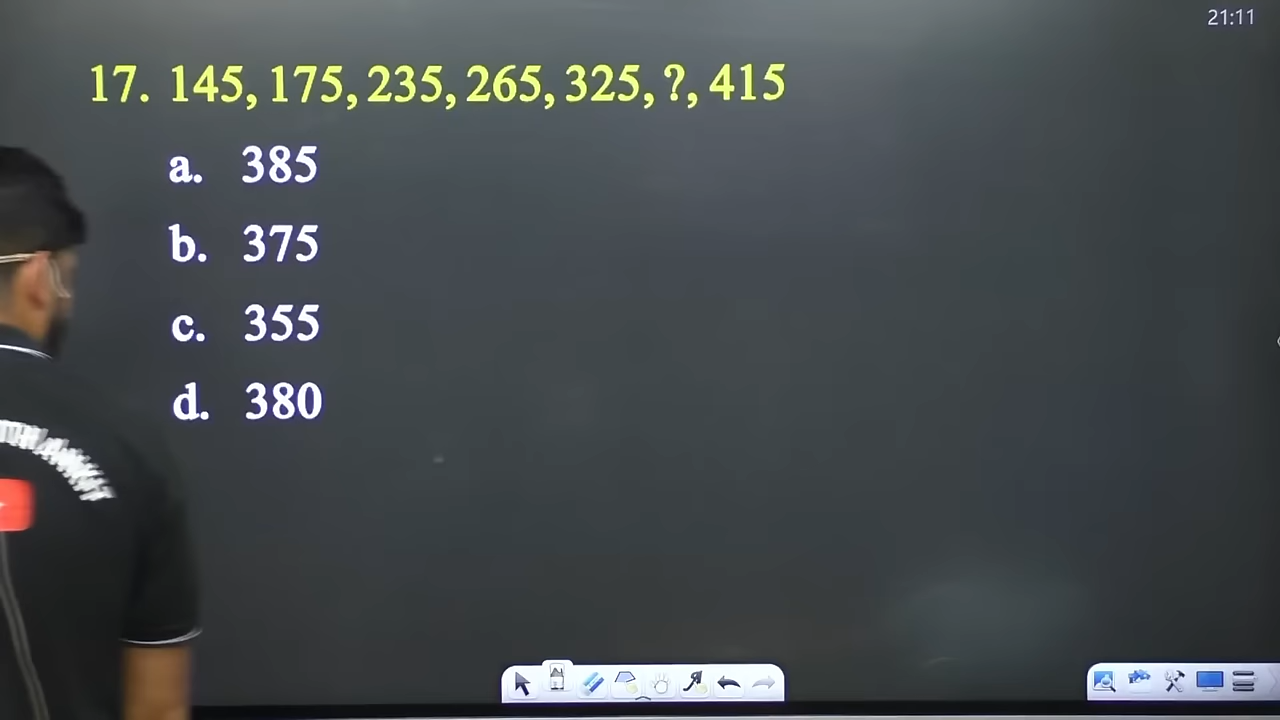 21:11
17. 145, 175, 235, 265, 325, ?, 415
a. 385
b. 375
c. 355
d. 380